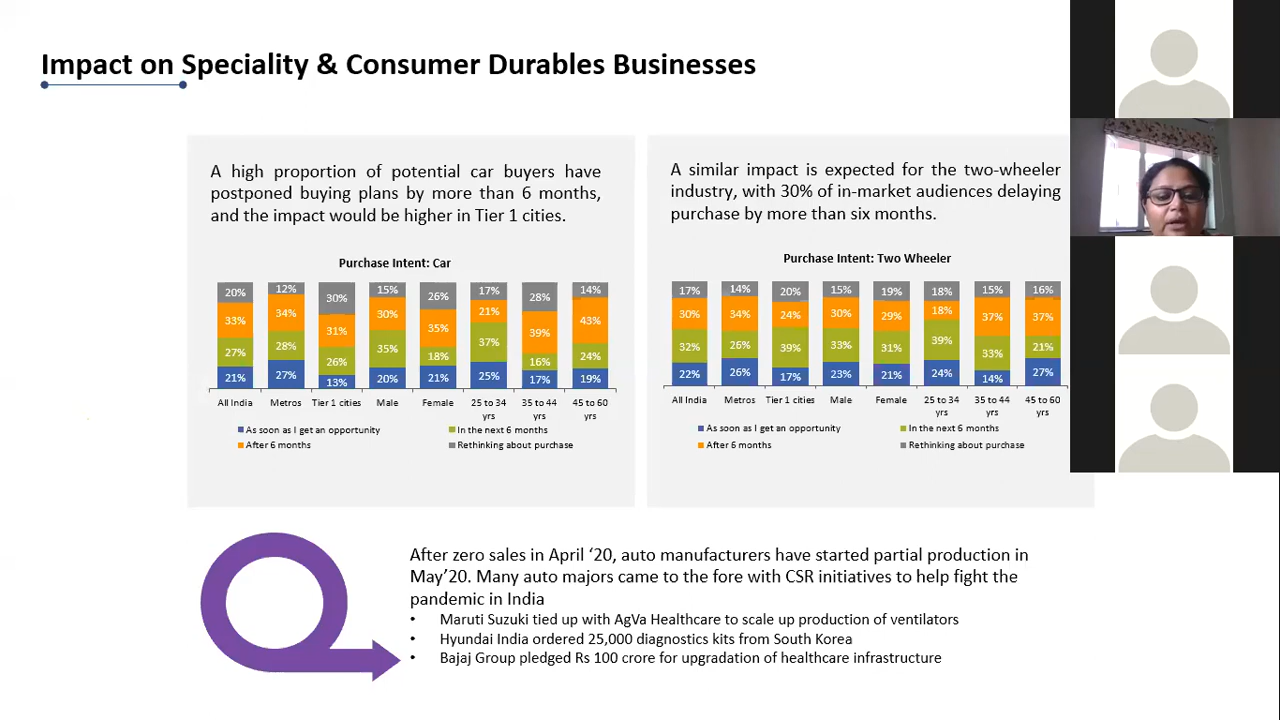 Impact on Speciality & Consumer Durables Businesses
A high proportion of potential car buyers have
postponed buying plans by more than 6 months,
and the impact would be higher in Tier 1 cities.
Purchase Intent: Car
20% 12% 30% 15% 26% 17% 28% 14%
33% 34% 31% 30% 35% 21% 39% 43%
27% 28% 26% 35% 18% 37% 16% 24%
21% 27% 13% 20% 21% 25% 17% 19%
All India Metros Tier 1 cities Male Female 25 to 34 35 to 44 45 to 60
yrs yrs yrs
As soon as I get an opportunity In the next 6 months
After 6 months Rethinking about purchase
A similar impact is expected for the two-wheeler
industry, with 30% of in-market audiences delaying
purchase by more than six months.
Purchase Intent: Two Wheeler
17% 14% 20% 15% 19% 18% 15% 16%
30% 34% 24% 30% 29% 18% 37% 37%
32% 26% 39% 33% 31% 39% 33% 21%
22% 26% 17% 23% 21% 24% 14% 27%
All India Metros Tier 1 cities Male Female 25 to 34 35 to 44 45 to 60
yrs yrs yrs
As soon as I get an opportunity In the next 6 months
After 6 months Rethinking about purchase
After zero sales in April ‘20, auto manufacturers have started partial production in
May’20. Many auto majors came to the fore with CSR initiatives to help fight the
pandemic in India
• Maruti Suzuki tied up with AgVa Healthcare to scale up production of ventilators
• Hyundai India ordered 25,000 diagnostics kits from South Korea
• Bajaj Group pledged Rs 100 crore for upgradation of healthcare infrastructure